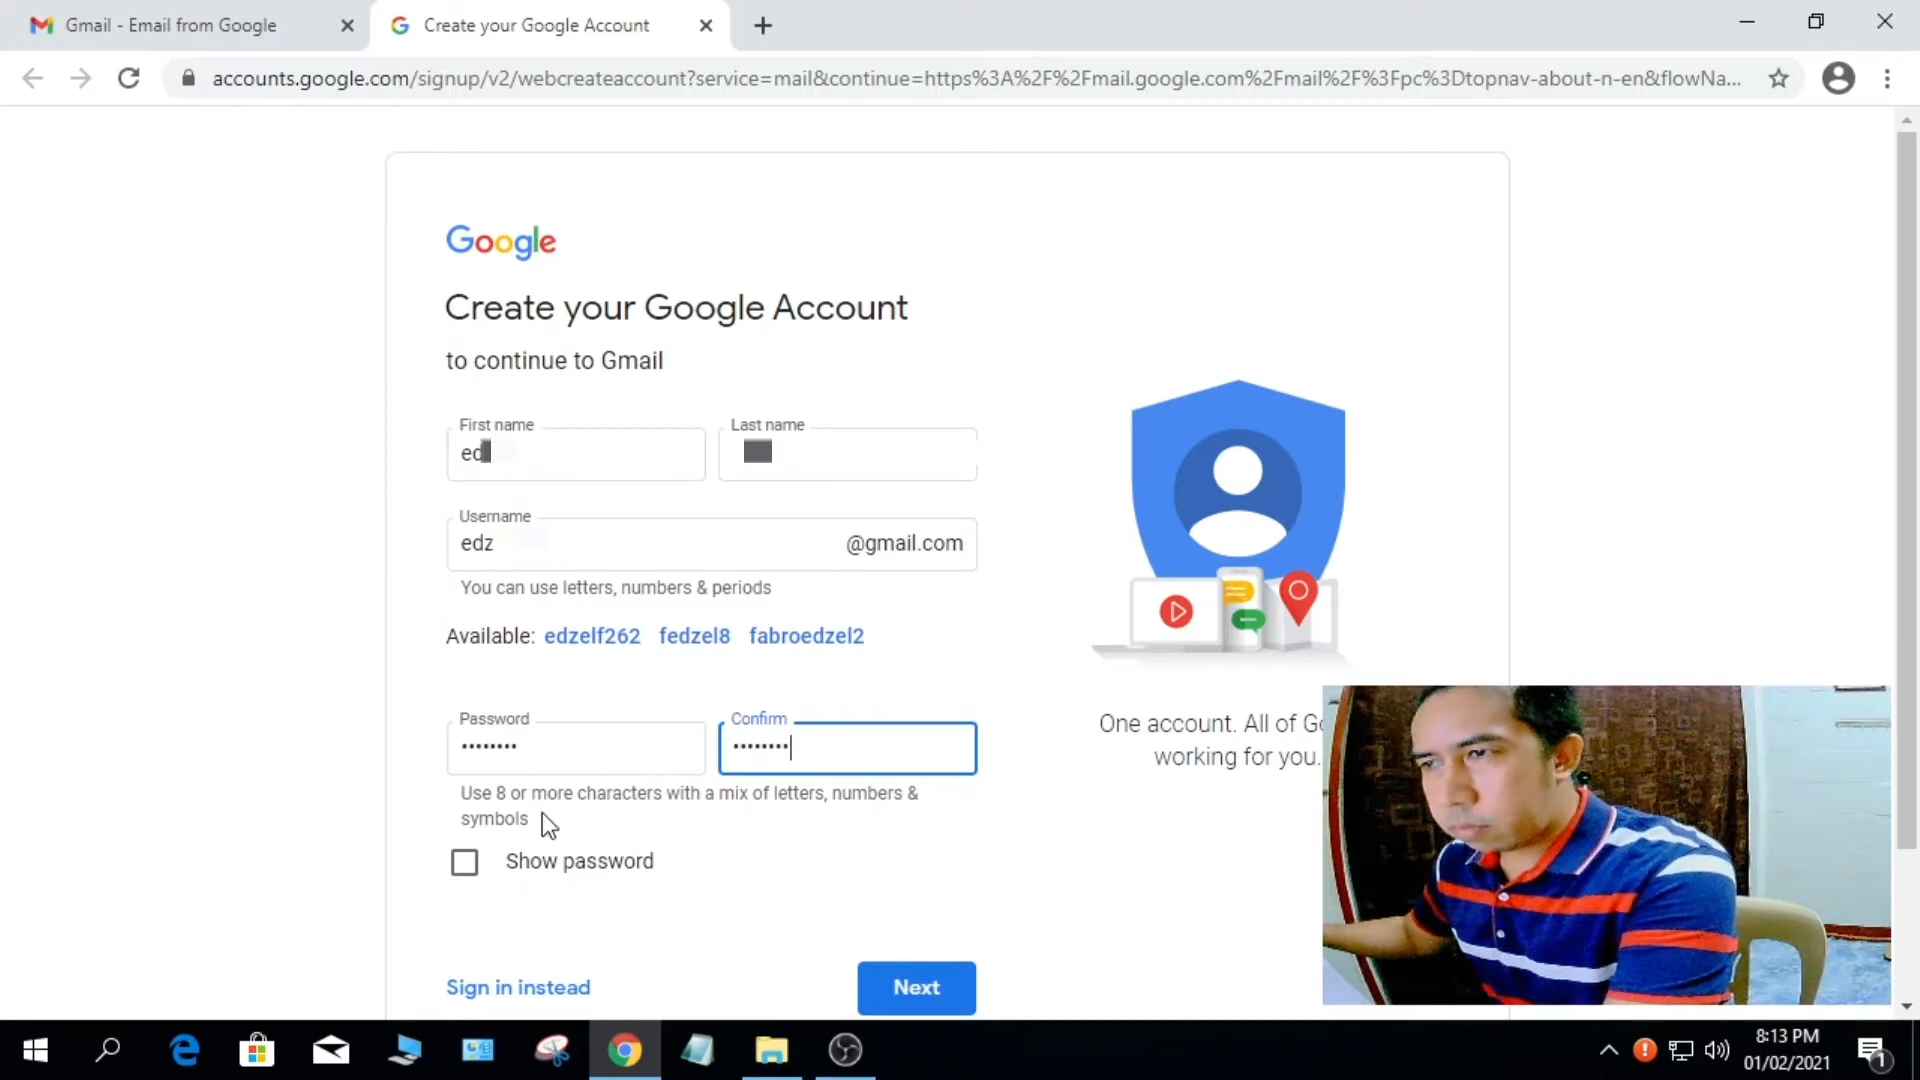 Gmail - Email from Google
Create your Google Account
accounts.google.com/signup/v2/webcreateaccount?service=mail&continue=https%3A%2F%2Fmail.google.com%2Fmail%2F%3Fpc%3Dtopnav-about-n-en&flowNa...
Google
Create your Google Account
to continue to Gmail
First name
Last name
ed
Username
edz
@gmail.com
You can use letters, numbers & periods
Available: edzelf262 fedzel8 fabroedzel2
Password
Confirm
Use 8 or more characters with a mix of letters, numbers &
symbols
Show password
One account. All of Go
working for you.
Sign in instead
Next
8:13 PM
01/02/2021
1